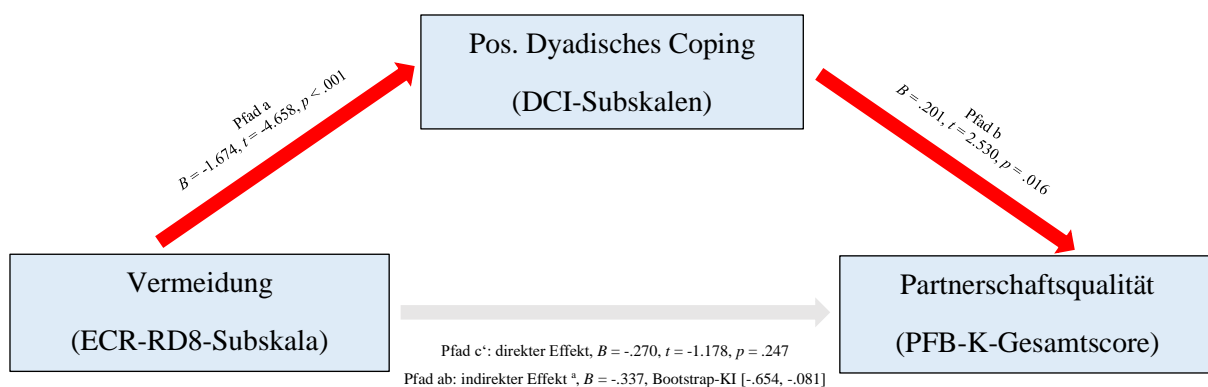 Pos. Dyadisches Coping
(DCI-Subskalen)
Pfad a
B = -1.674, t = -4.658, p < .001
Pfad b
B = .201, t = 2.530, p = .016
Vermeidung
(ECR-RD8-Subskala)
Partnerschaftsqualität
(PFB-K-Gesamtscore)
Pfad c‘: direkter Effekt, B = -.270, t = -1.178, p = .247
Pfad ab: indirekter Effekt ᵃ, B = -.337, Bootstrap-KI [-.654, -.081]